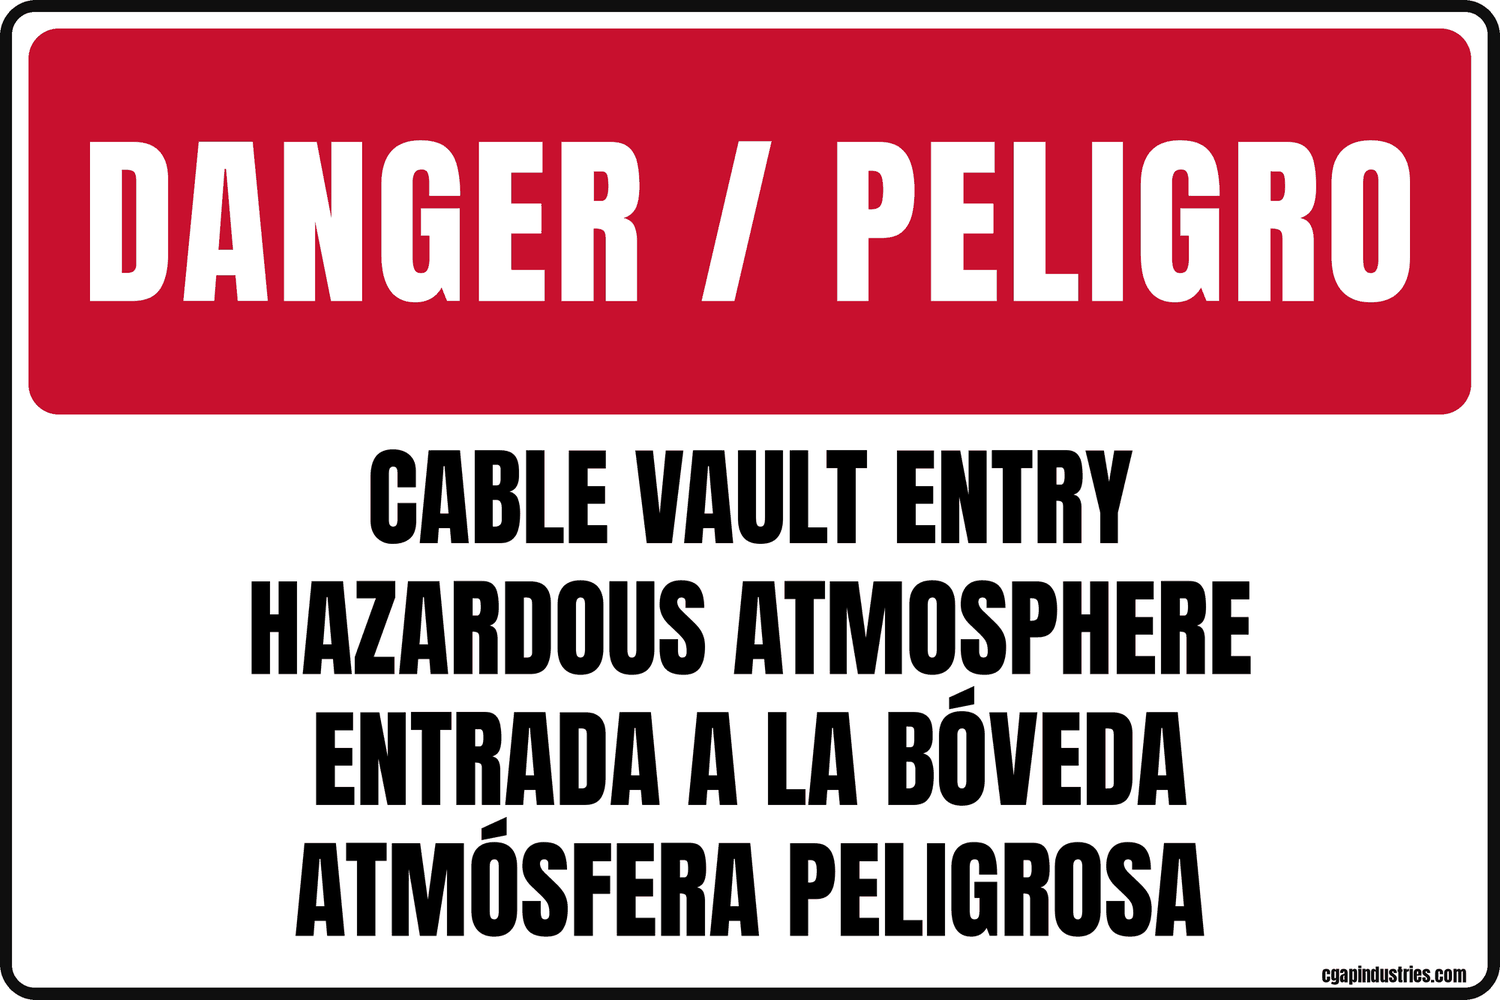 DANGER / PELIGRO
CABLE VAULT ENTRY
HAZARDOUS ATMOSPHERE
ENTRADA A LA BÓVEDA
ATMÓSFERA PELIGROSA
cgapindustries.com